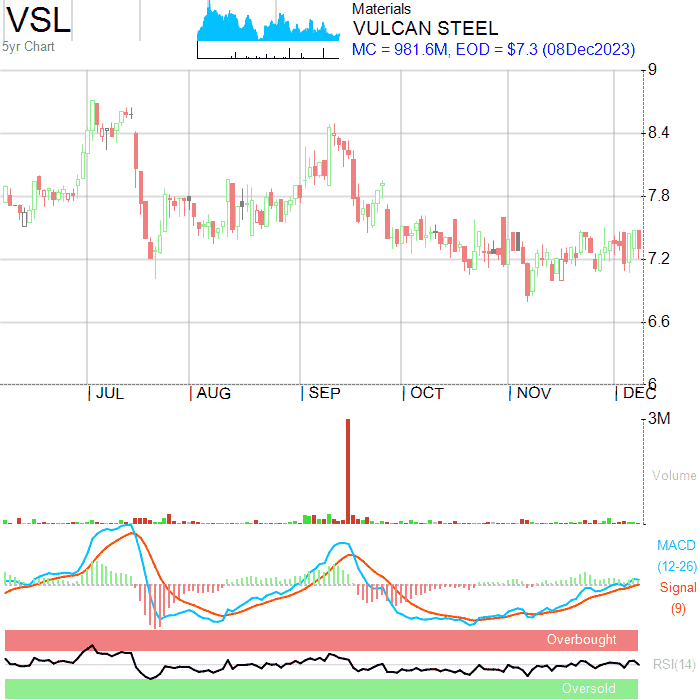 VSL
5yr Chart
Materials
VULCAN STEEL
MC = 981.6M, EOD = $7.3 (08Dec2023)
9
8.4
7.8
7.2
6.6
6
JUL AUG SEP OCT NOV DEC
3M
Volume
MACD
(12-26)
Signal
(9)
Overbought
RSI(14)
Oversold